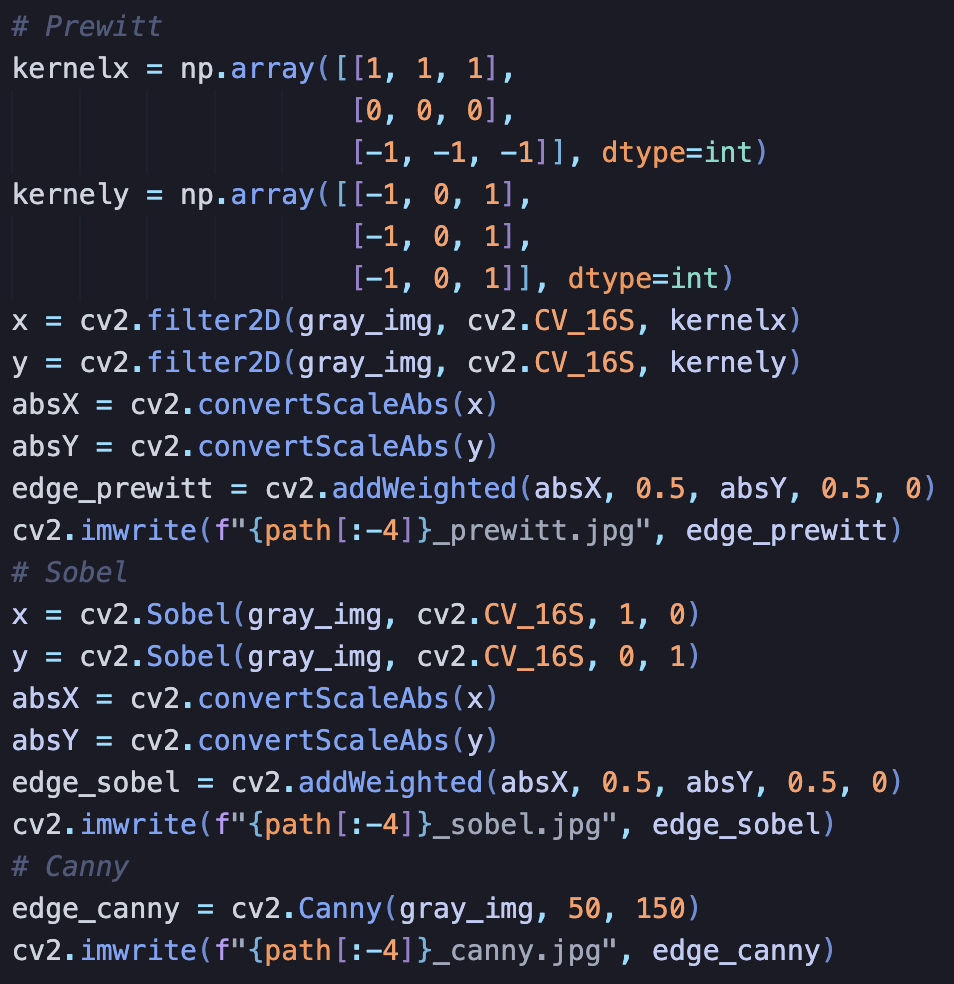 # Prewitt
kernelx = np.array([[1, 1, 1],
                    [0, 0, 0],
                    [-1, -1, -1]], dtype=int)
kernely = np.array([[-1, 0, 1],
                    [-1, 0, 1],
                    [-1, 0, 1]], dtype=int)
x = cv2.filter2D(gray_img, cv2.CV_16S, kernelx)
y = cv2.filter2D(gray_img, cv2.CV_16S, kernely)
absX = cv2.convertScaleAbs(x)
absY = cv2.convertScaleAbs(y)
edge_prewitt = cv2.addWeighted(absX, 0.5, absY, 0.5, 0)
cv2.imwrite(f"{path[:-4]}_prewitt.jpg", edge_prewitt)
# Sobel
x = cv2.Sobel(gray_img, cv2.CV_16S, 1, 0)
y = cv2.Sobel(gray_img, cv2.CV_16S, 0, 1)
absX = cv2.convertScaleAbs(x)
absY = cv2.convertScaleAbs(y)
edge_sobel = cv2.addWeighted(absX, 0.5, absY, 0.5, 0)
cv2.imwrite(f"{path[:-4]}_sobel.jpg", edge_sobel)
# Canny
edge_canny = cv2.Canny(gray_img, 50, 150)
cv2.imwrite(f"{path[:-4]}_canny.jpg", edge_canny)